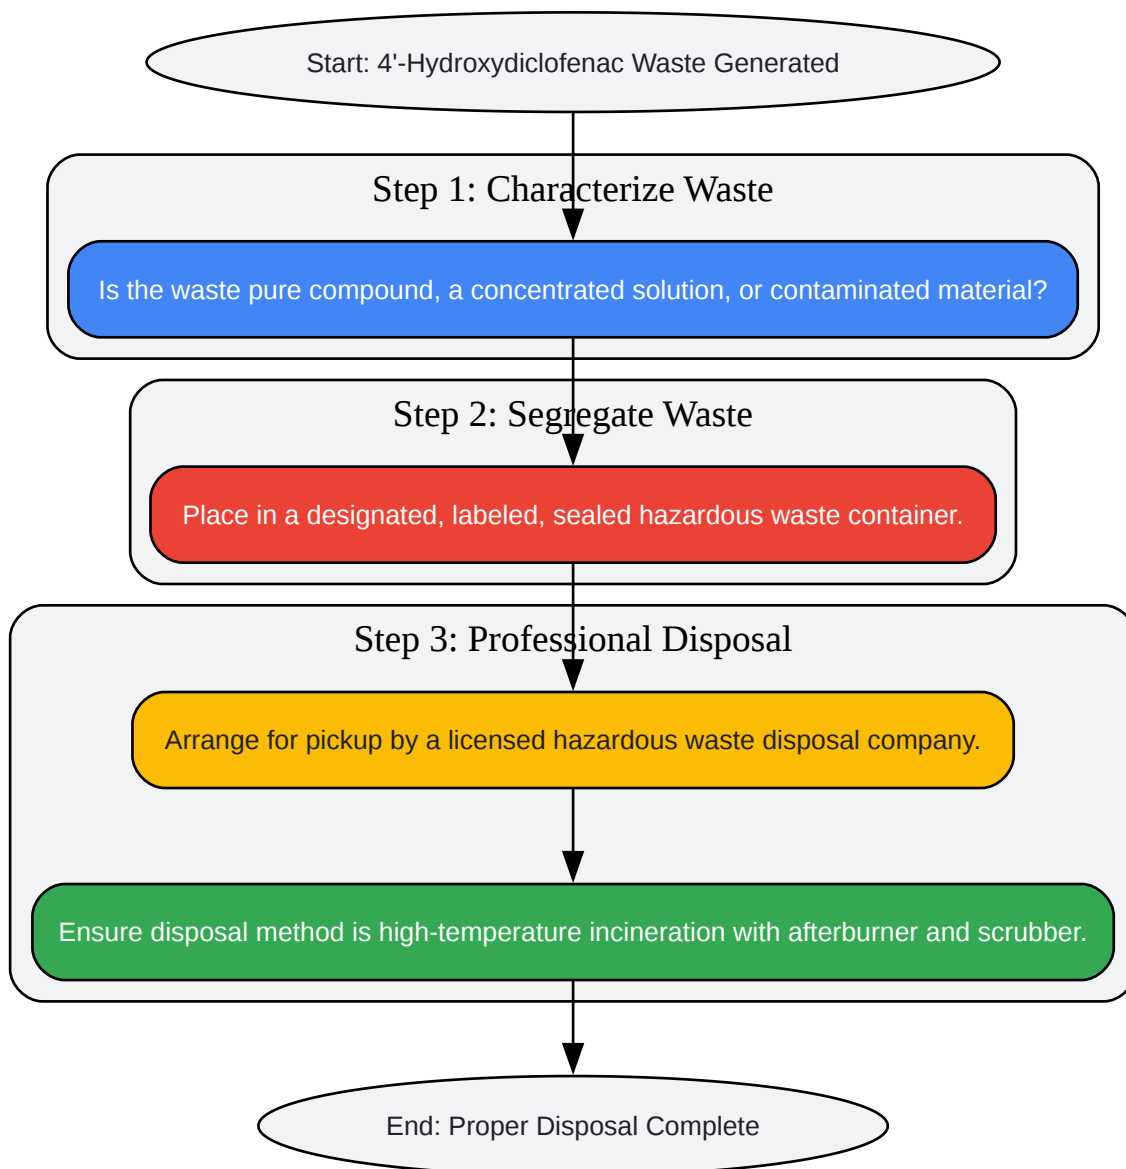 Start: 4'-Hydroxydiclofenac Waste Generated
Step 1: Characterize Waste
Is the waste pure compound, a concentrated solution, or contaminated material?
Step 2: Segregate Waste
Place in a designated, labeled, sealed hazardous waste container.
Step 3: Professional Disposal
Arrange for pickup by a licensed hazardous waste disposal company.
Ensure disposal method is high-temperature incineration with afterburner and scrubber.
End: Proper Disposal Complete